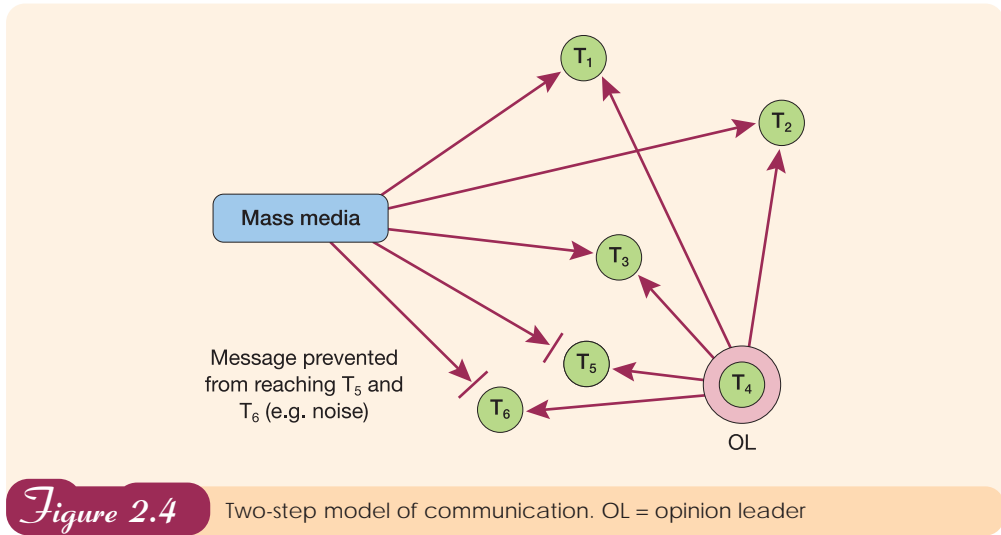 T₁
T₂
Mass media
T₃
Message prevented
from reaching T₅ and
T₆ (e.g. noise)
T₅
T₄
T₆
OL
Figure 2.4 Two-step model of communication. OL = opinion leader